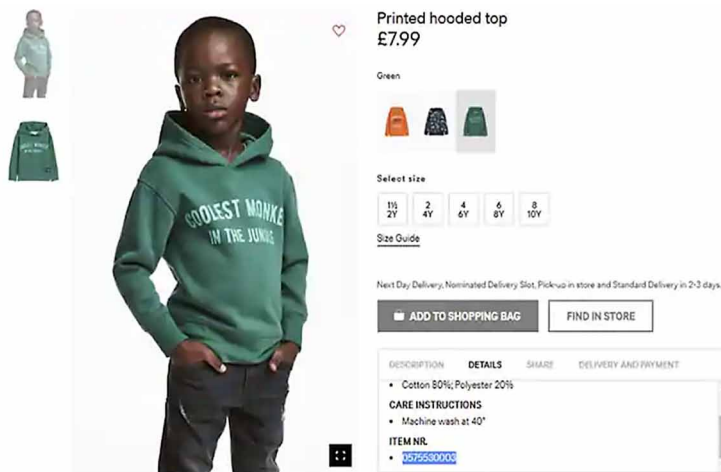 Printed hooded top
£7.99
Green
COOLEST MONKE
IN THE JUNG
Select size
1½ 2 4 6 8
2Y 4Y 6Y 8Y 10Y
Size Guide
Next Day Delivery, Nominated Delivery Slot, Pick-up in store and Standard Delivery in 2-3 days
ADD TO SHOPPING BAG FIND IN STORE
DESCRIPTION DETAILS SHARE DELIVERY AND PAYMENT
• Cotton 80%; Polyester 20%
CARE INSTRUCTIONS
• Machine wash at 40°
ITEM NR.
• 0575530003